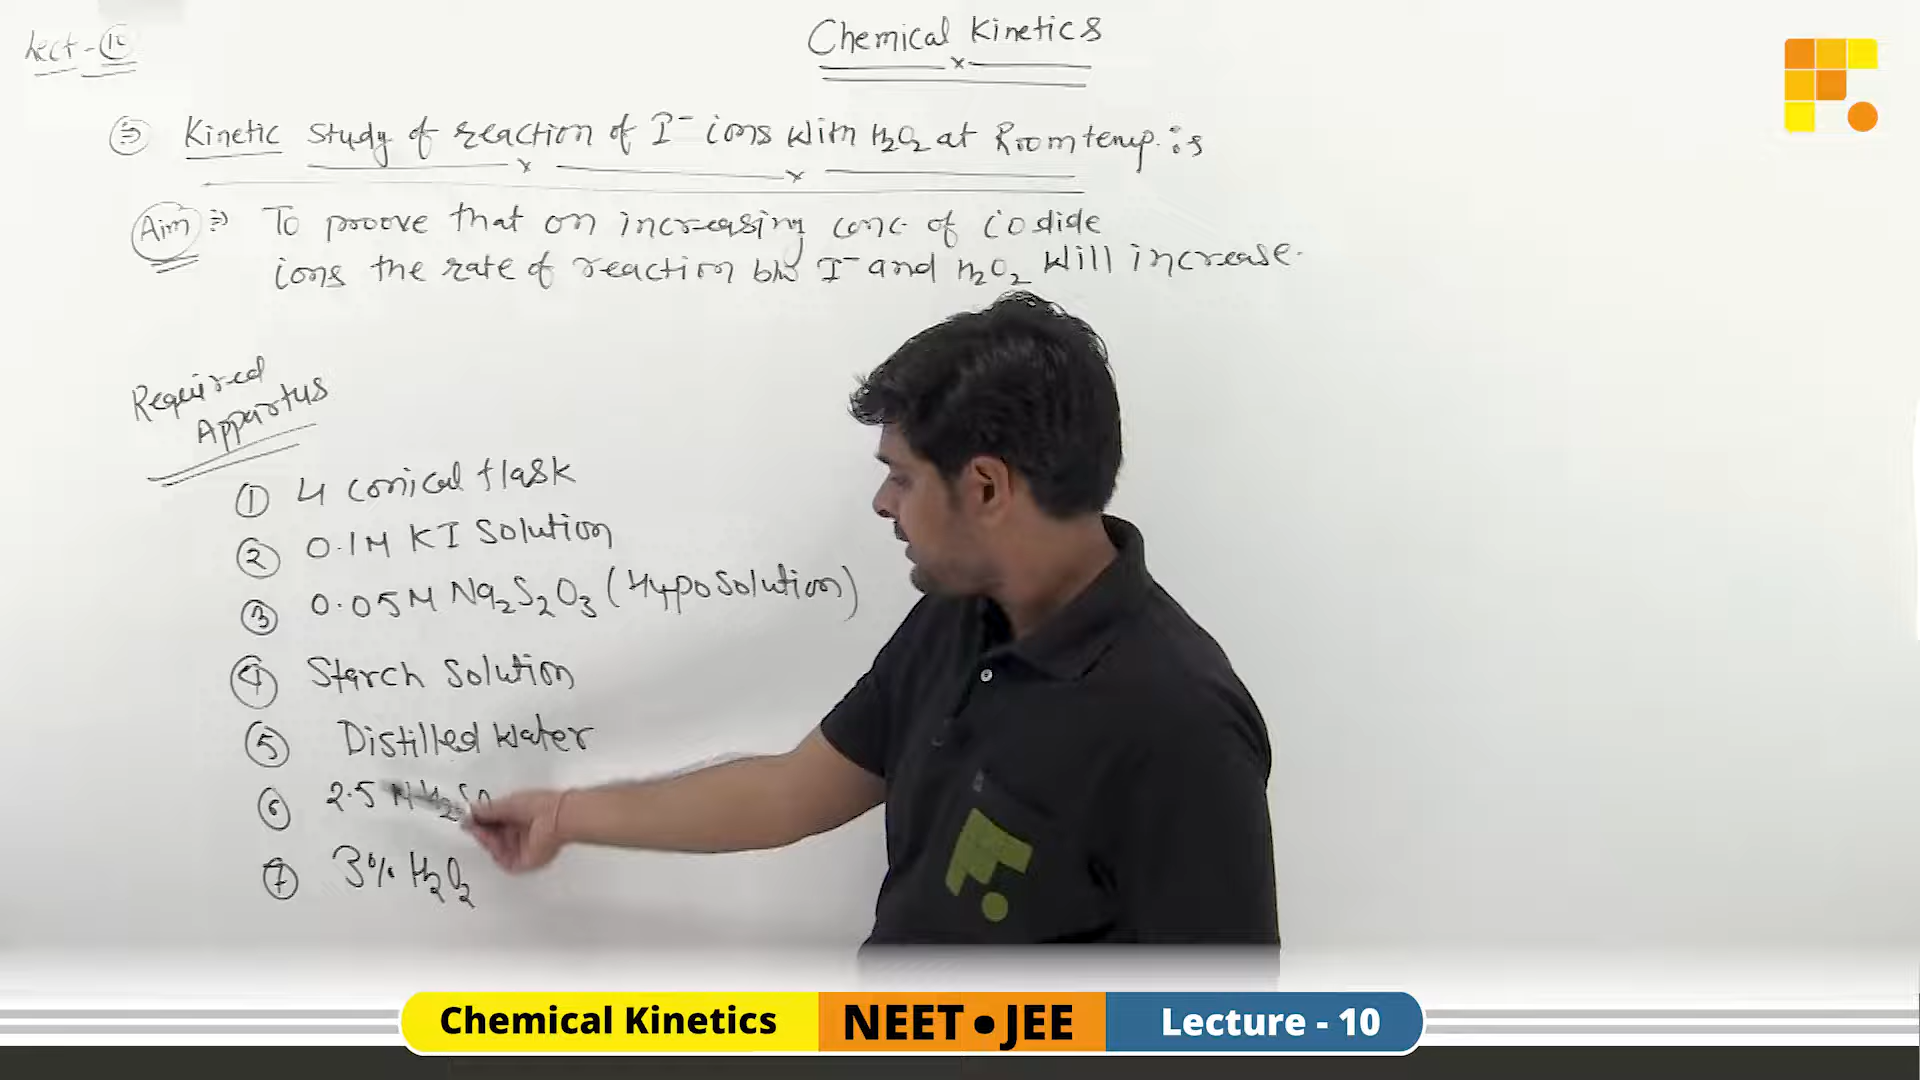 Lect - 10
Chemical Kinetics
⇒ Kinetic study of reaction of I⁻ ions with H₂O₂ at Room temp. :s
Aim ⇒ To proove that on increasing conc. of iodide
ions the rate of reaction b/w I⁻ and H₂O₂ will increase.
Required
Appartus
① 4 conical flask
② 0.1M KI Solution
③ 0.05M Na₂S₂O₃ (Hypo Solution)
④ Starch Solution
⑤ Distilled Water
⑥ 2.5
⑦ 3% H₂O₂
Chemical Kinetics NEET • JEE Lecture - 10